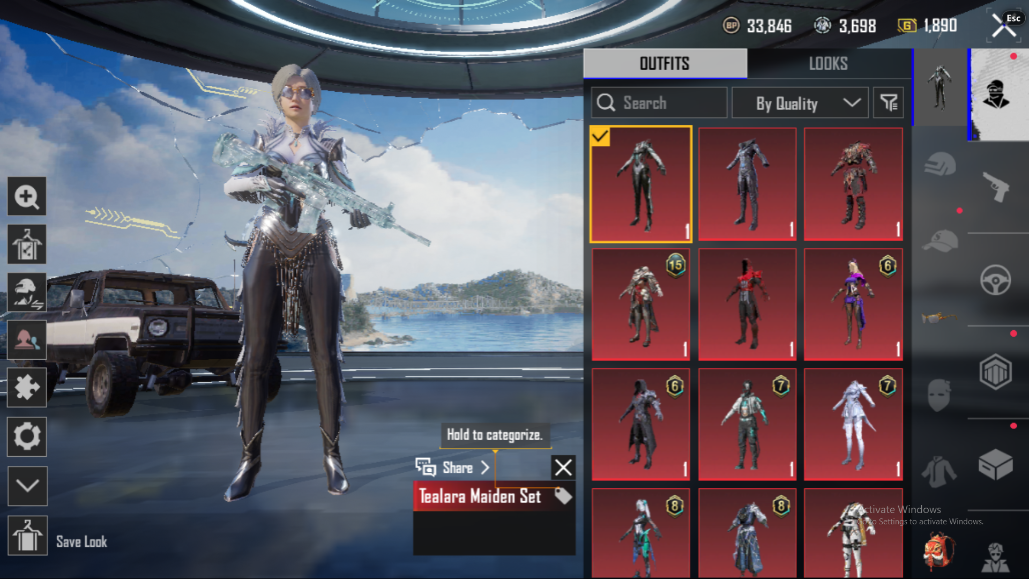 BP 33,846 3,698 G 1,890 Esc
OUTFITS LOOKS
Search By Quality
1 1 1
15 6
1 1 1
6 7 7
1 1 1
8 8
Hold to categorize.
Share
Tealara Maiden Set
Save Look
Activate Windows
to Settings to activate Windows.